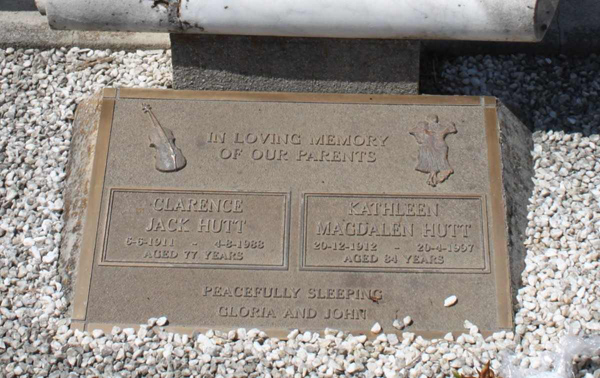 IN LOVING MEMORY
OF OUR PARENTS
CLARENCE
JACK HUTT
6-6-1911 - 4-8-1988
AGED 77 YEARS
KATHLEEN
MAGDALEN HUTT
20-12-1912 - 20-4-1997
AGED 84 YEARS
PEACEFULLY SLEEPING
GLORIA AND JOHN